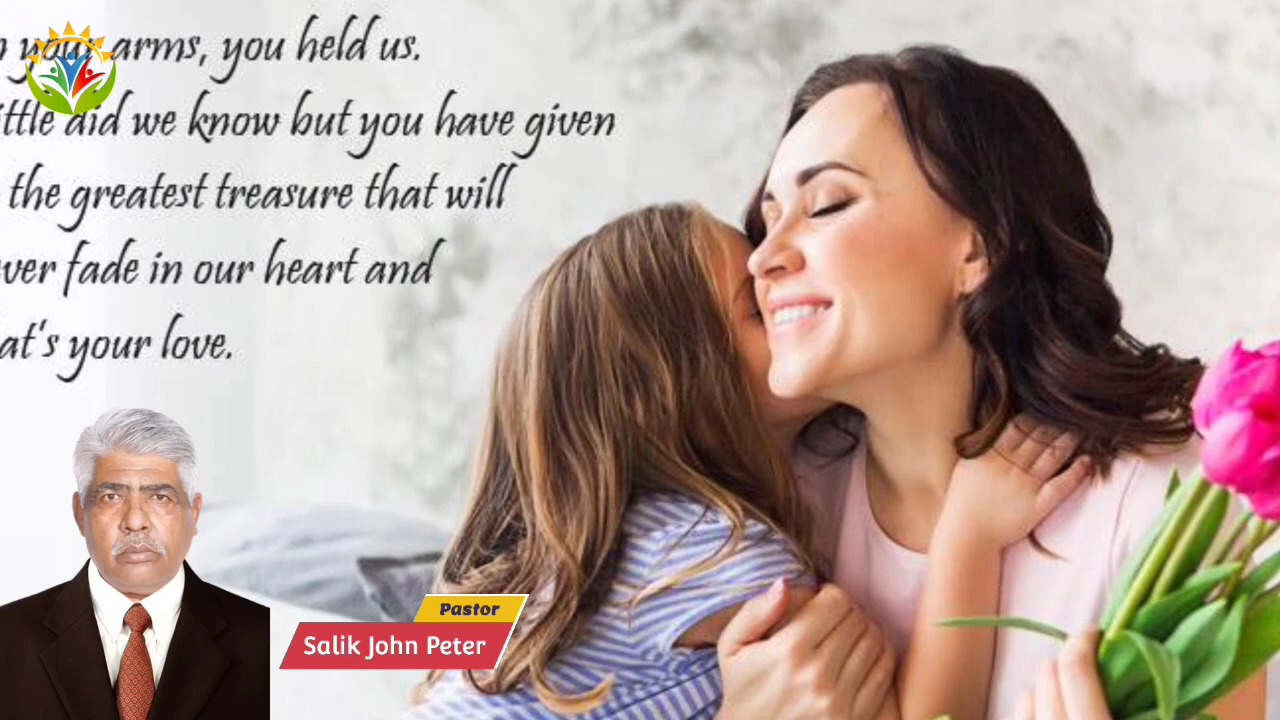 your arms, you held us.
did we know but you have given
the greatest treasure that will
fade in our heart and
your love.
Pastor
Salik John Peter